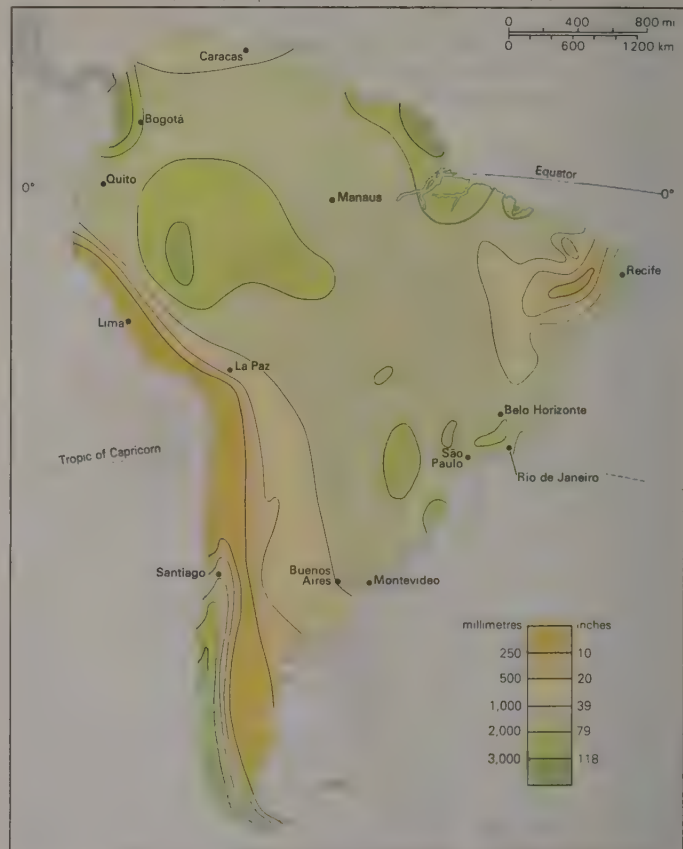 0 400 800 mi
0 600 1200 km
Caracas
Bogotá
Quito
0°
Manaus
Equator
0°
Recife
Lima
La Paz
Belo Horizonte
Tropic of Capricorn
São
Paulo
Rio de Janeiro
Santiago
Buenos
Aires
Montevideo
millimetres inches
250 10
500 20
1,000 39
2,000 79
3,000 118